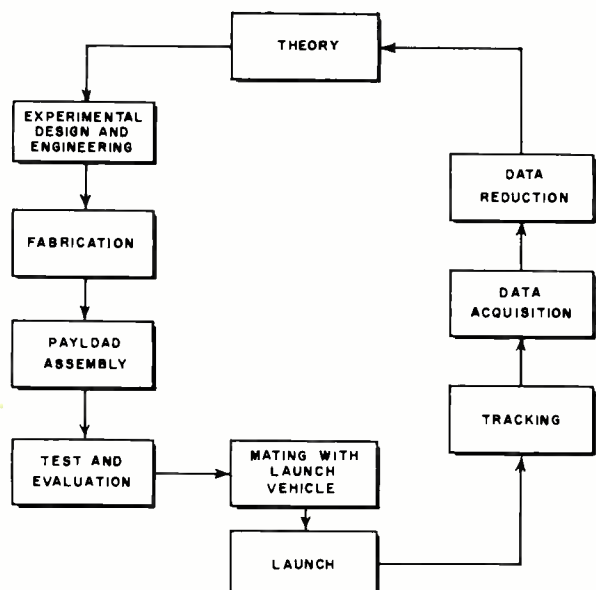 THEORY
EXPERIMENTAL
DESIGN AND
ENGINEERING
FABRICATION
PAYLOAD
ASSEMBLY
TEST AND
EVALUATION
MATING WITH
LAUNCH
VEHICLE
LAUNCH
TRACKING
DATA
ACQUISITION
DATA
REDUCTION